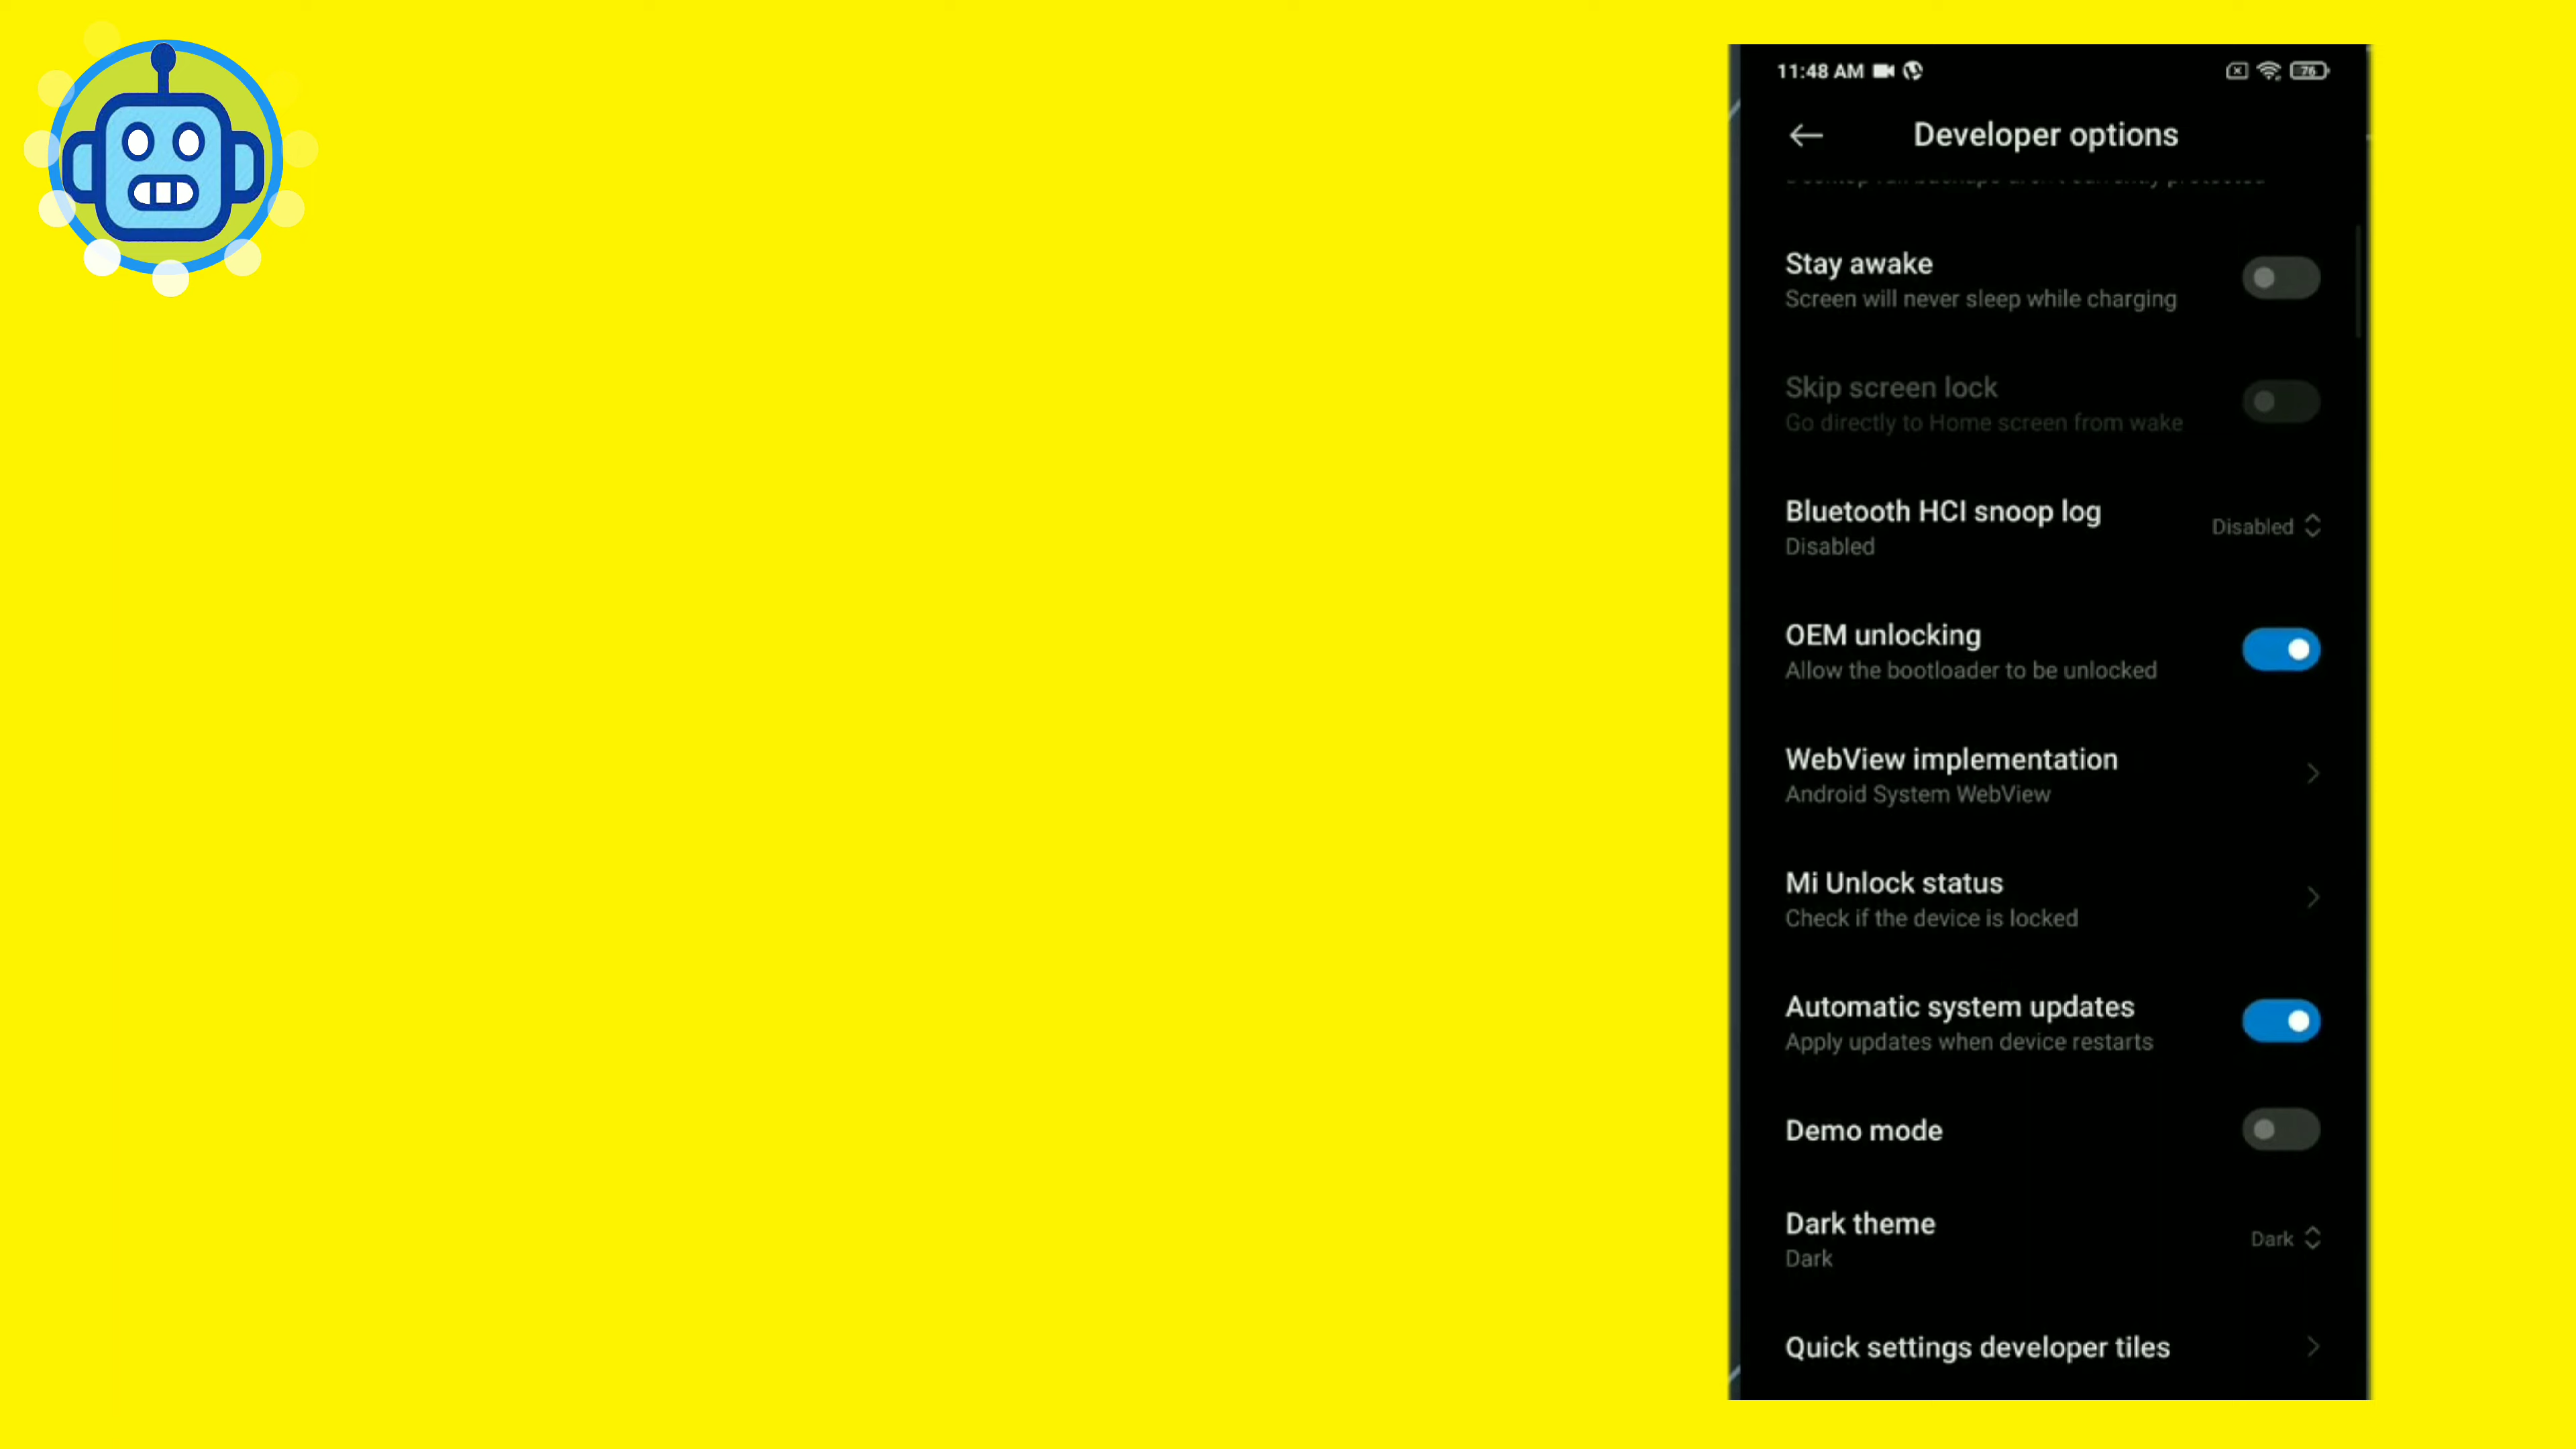 11:48 AM
76
Developer options
Stay awake
Screen will never sleep while charging
Skip screen lock
Go directly to Home screen from wake
Bluetooth HCI snoop log
Disabled
Disabled
OEM unlocking
Allow the bootloader to be unlocked
WebView implementation
Android System WebView
Mi Unlock status
Check if the device is locked
Automatic system updates
Apply updates when device restarts
Demo mode
Dark theme
Dark
Dark
Quick settings developer tiles